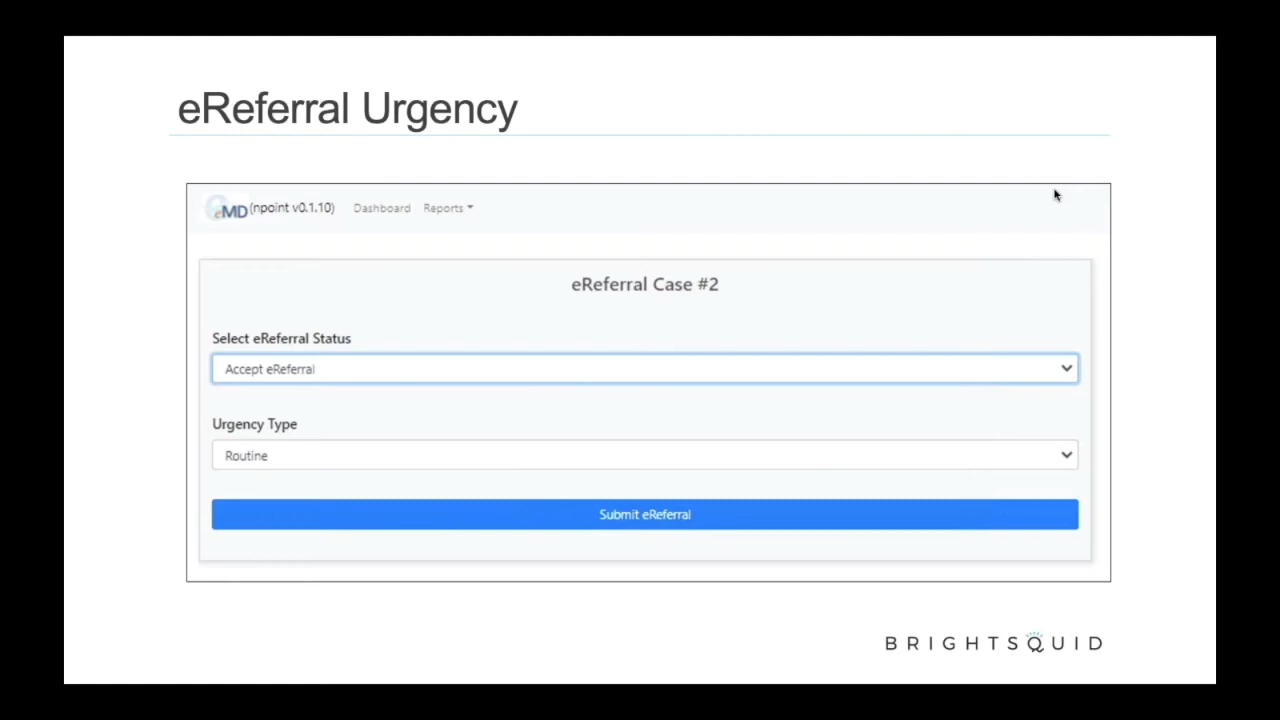 eReferral Urgency
eMD (npoint v0.1.10) Dashboard Reports
eReferral Case #2
Select eReferral Status
Accept eReferral
Urgency Type
Routine
Submit eReferral
BRIGHTSQUID